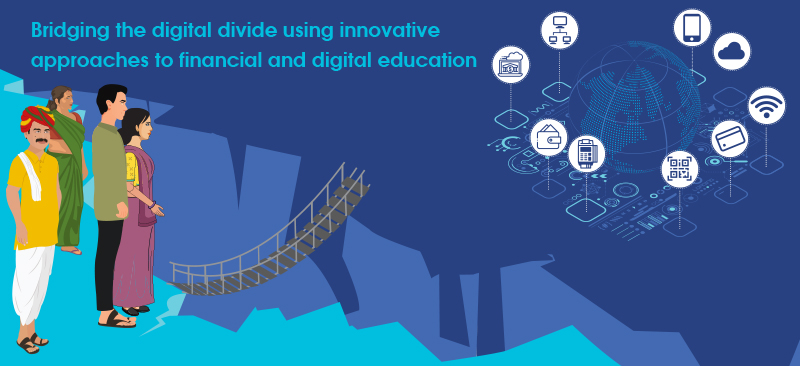 Bridging the digital divide using innovative
approaches to financial and digital education